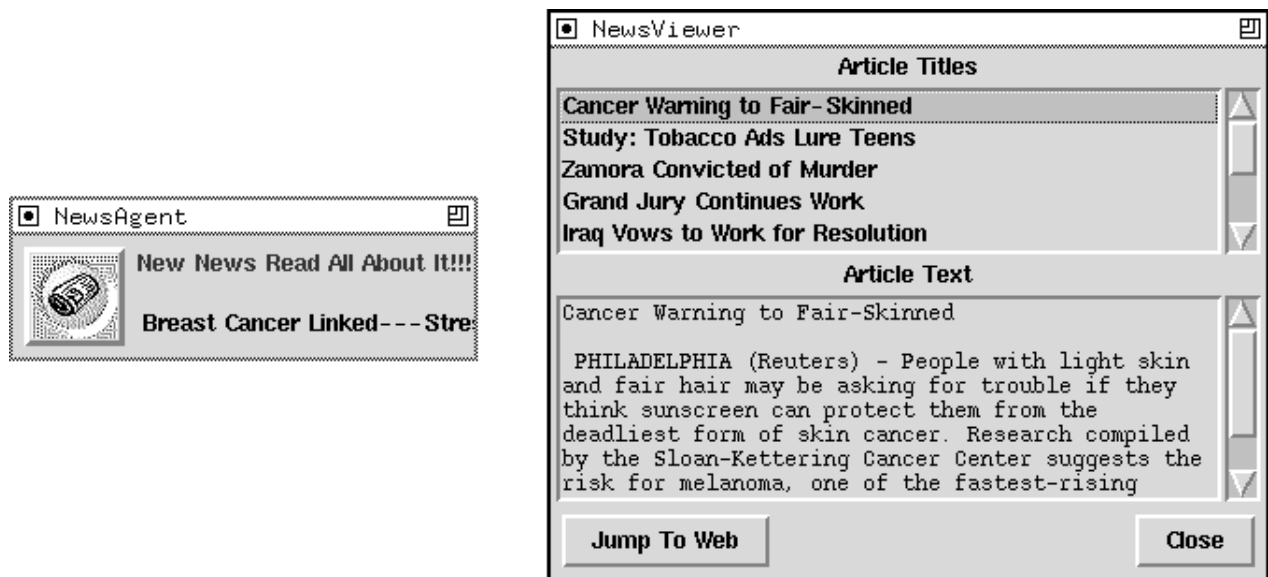 NewsAgent
New News Read All About It!!!
Breast Cancer Linked---Stre
NewsViewer
Article Titles
Cancer Warning to Fair-Skinned
Study: Tobacco Ads Lure Teens
Zamora Convicted of Murder
Grand Jury Continues Work
Iraq Vows to Work for Resolution
Article Text
Cancer Warning to Fair-Skinned
PHILADELPHIA (Reuters) - People with light skin
and fair hair may be asking for trouble if they
think sunscreen can protect them from the
deadliest form of skin cancer. Research compiled
by the Sloan-Kettering Cancer Center suggests the
risk for melanoma, one of the fastest-rising
Jump To Web
Close